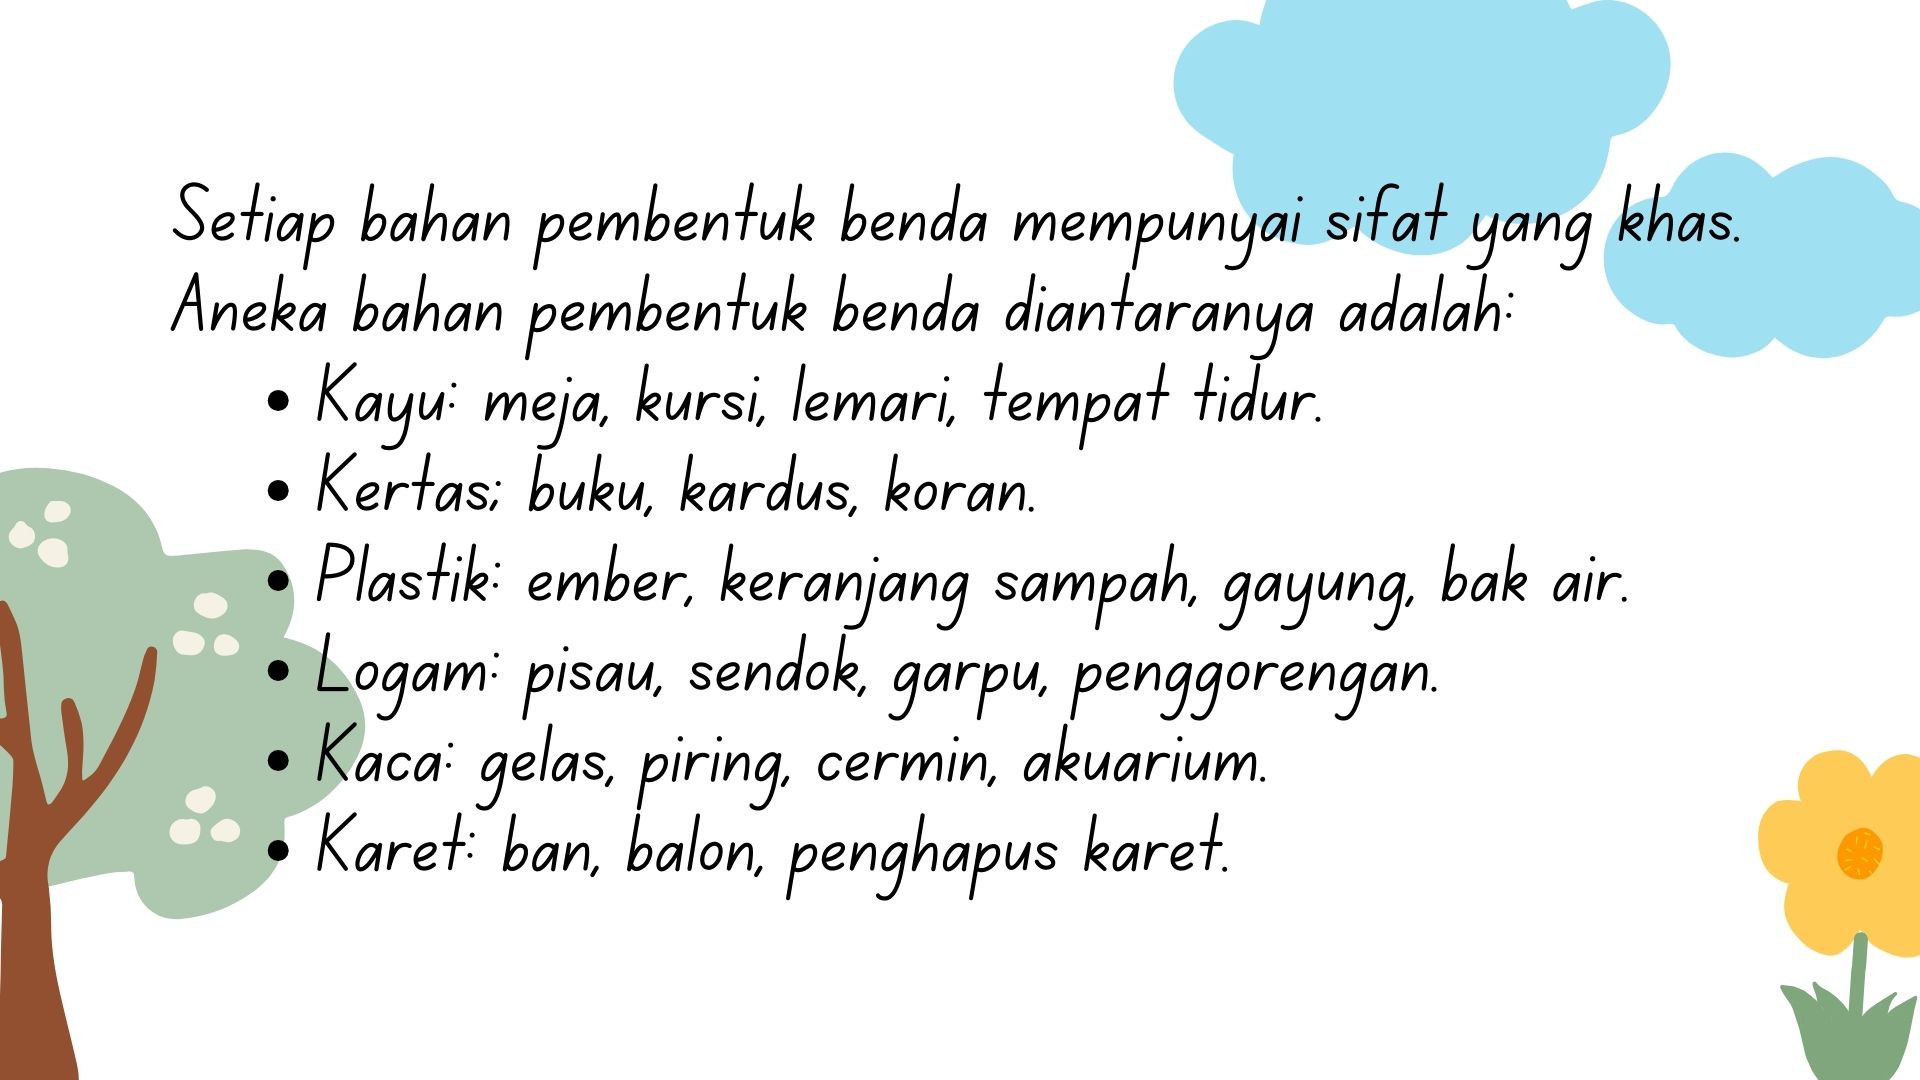 Setiap bahan pembentuk benda mempunyai sifat yang khas.
Aneka bahan pembentuk benda diantaranya adalah:
• Kayu: meja, kursi, lemari, tempat tidur.
• Kertas; buku, kardus, koran.
• Plastik: ember, keranjang sampah, gayung, bak air.
• Logam: pisau, sendok, garpu, penggorengan.
• Kaca: gelas, piring, cermin, akuarium.
• Karet: ban, balon, penghapus karet.